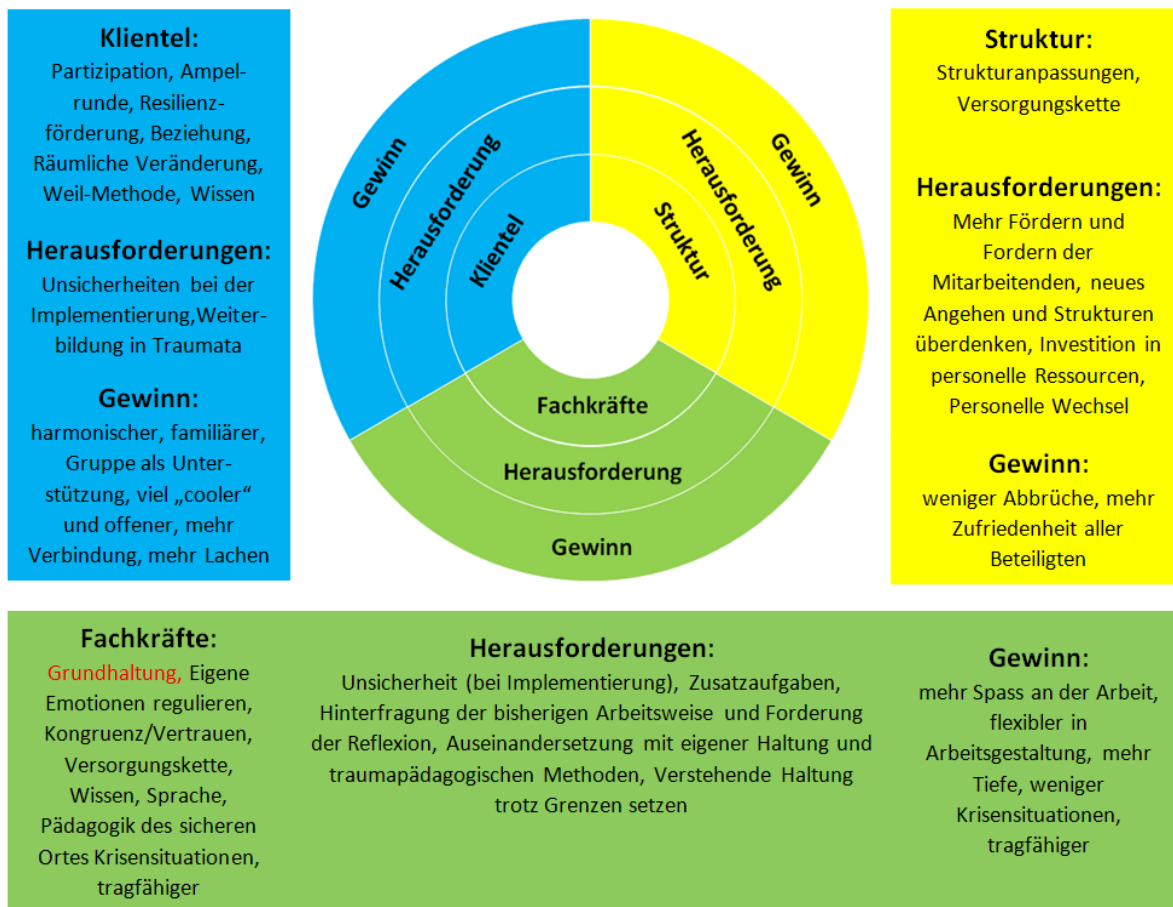 Klientel:
Partizipation, Ampel-
runde, Resilienz-
förderung, Beziehung,
Räumliche Veränderung,
Weil-Methode, Wissen
Herausforderungen:
Unsicherheiten bei der
Implementierung,Weiter-
bildung in Traumata
Gewinn:
harmonischer, familiärer,
Gruppe als Unter-
stützung, viel „cooler“
und offener, mehr
Verbindung, mehr Lachen
Gewinn
Herausforderung
Klientel
Gewinn
Herausforderung
Struktur
Fachkräfte
Herausforderung
Gewinn
Struktur:
Strukturanpassungen,
Versorgungskette
Herausforderungen:
Mehr Fördern und
Fordern der
Mitarbeitenden, neues
Angehen und Strukturen
überdenken, Investition in
personelle Ressourcen,
Personelle Wechsel
Gewinn:
weniger Abbrüche, mehr
Zufriedenheit aller
Beteiligten
Fachkräfte:
Grundhaltung, Eigene
Emotionen regulieren,
Kongruenz/Vertrauen,
Versorgungskette,
Wissen, Sprache,
Pädagogik des sicheren
Ortes Krisensituationen,
tragfähiger
Herausforderungen:
Unsicherheit (bei Implementierung), Zusatzaufgaben,
Hinterfragung der bisherigen Arbeitsweise und Forderung
der Reflexion, Auseinandersetzung mit eigener Haltung und
traumapädagogischen Methoden, Verstehende Haltung
trotz Grenzen setzen
Gewinn:
mehr Spass an der Arbeit,
flexibler in
Arbeitsgestaltung, mehr
Tiefe, weniger
Krisensituationen,
tragfähiger